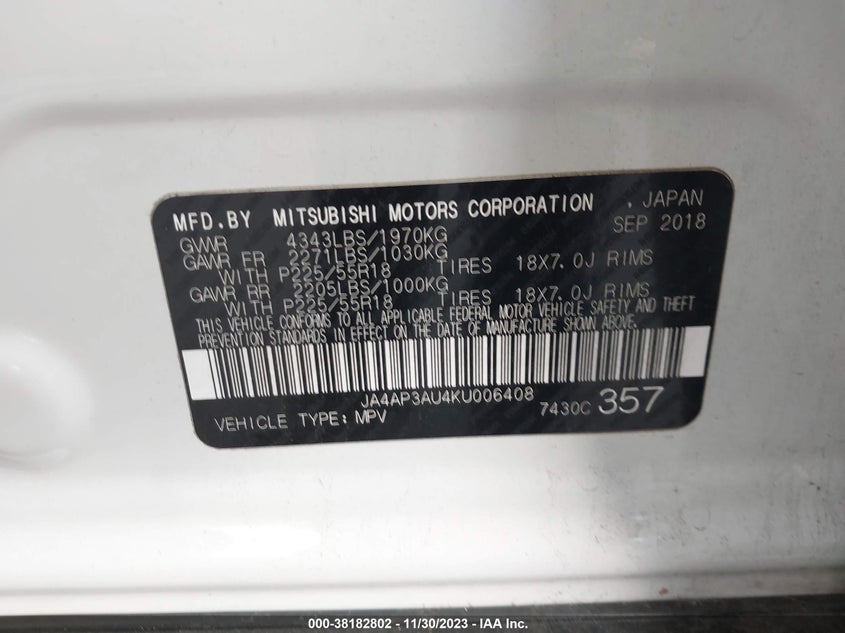 MFD.BY MITSUBISHI MOTORS CORPORATION . JAPAN
SEP 2018
GVWR 4343LBS/1970KG
GAWR FR 2271LBS/1030KG
WITH P225/55R18 TIRES 18X7.0J RIMS
GAWR RR 2205LBS/1000KG
WITH P225/55R18 TIRES 18X7.0J RIMS
THIS VEHICLE CONFORMS TO ALL APPLICABLE FEDERAL MOTOR VEHICLE SAFETY AND THEFT
PREVENTION STANDARDS IN EFFECT ON THE DATE OF MANUFACTURE SHOWN ABOVE.
JA4AP3AU4KU006408
VEHICLE TYPE: MPV 7430C 357
000-38182802 - 11/30/2023 - IAAI.COM